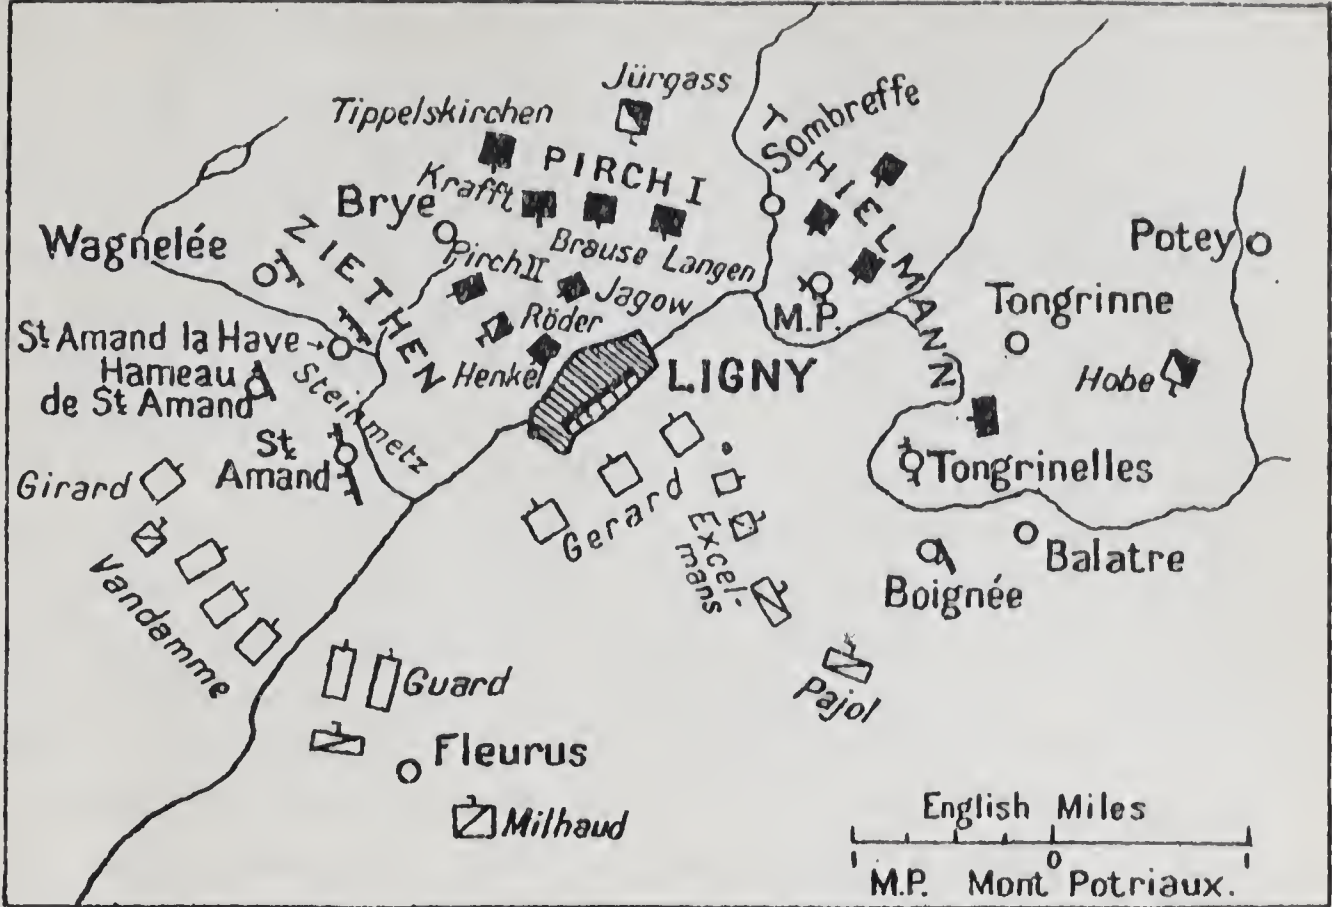 Jürgass
Tippelskirchen
Sombreffe
THIELMANN
PIRCH I
Krafft
Brye
Wagnelée
ZIETHEN
Brause
Langen
Pirch II
Jagow
Potey
Tongrinne
M.P.
Röder
St. Amand la Haye
Henkel
LIGNY
Hobe
Hameau
de St. Amand
Steinmetz
St.
Amand
Tongrinelles
Girard
Gerard
Excel-
mans
Balatre
Boignée
Vandamme
Guard
Pajol
Fleurus
Milhaud
English Miles
1 0 1
M.P. Mont Potriaux.